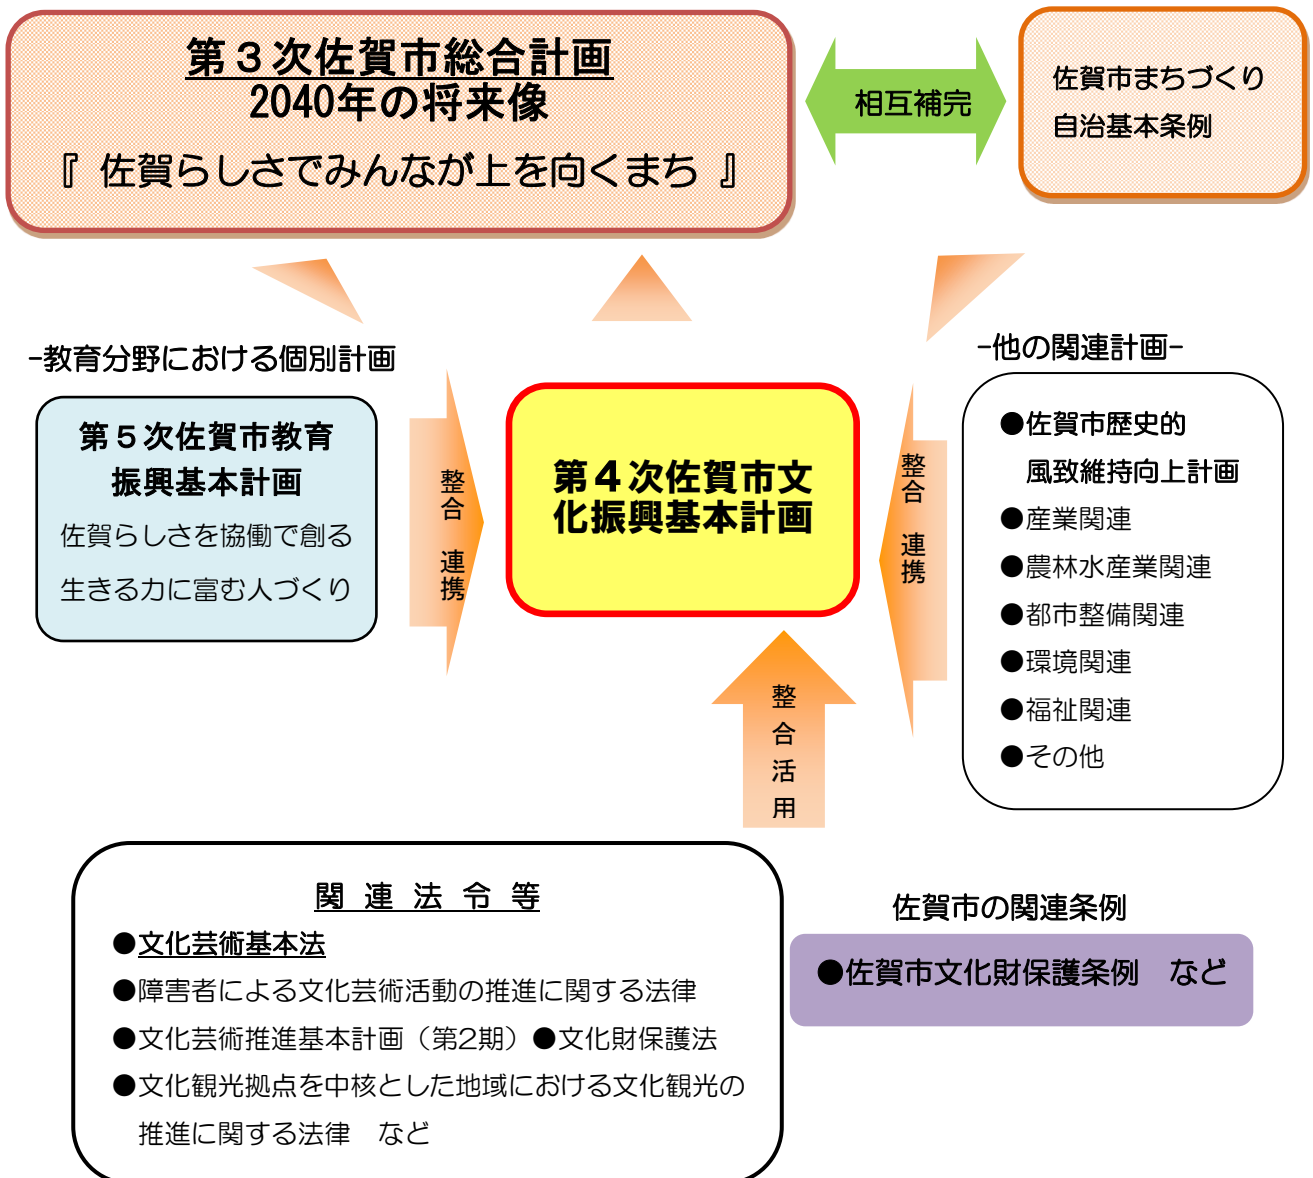 第３次佐賀市総合計画
2040年の将来像
『 佐賀らしさでみんなが上を向くまち 』
相互補完
佐賀市まちづくり
自治基本条例
-教育分野における個別計画
第５次佐賀市教育
振興基本計画
佐賀らしさを協働で創る
生きる力に富む人づくり
整合 連携
第４次佐賀市文
化振興基本計画
整合 連携
-他の関連計画-
●佐賀市歴史的
風致維持向上計画
●産業関連
●農林水産業関連
●都市整備関連
●環境関連
●福祉関連
●その他
整合活用
関 連 法 令 等
●文化芸術基本法
●障害者による文化芸術活動の推進に関する法律
●文化芸術推進基本計画（第2期）●文化財保護法
●文化観光拠点を中核とした地域における文化観光の
推進に関する法律　など
佐賀市の関連条例
●佐賀市文化財保護条例　など